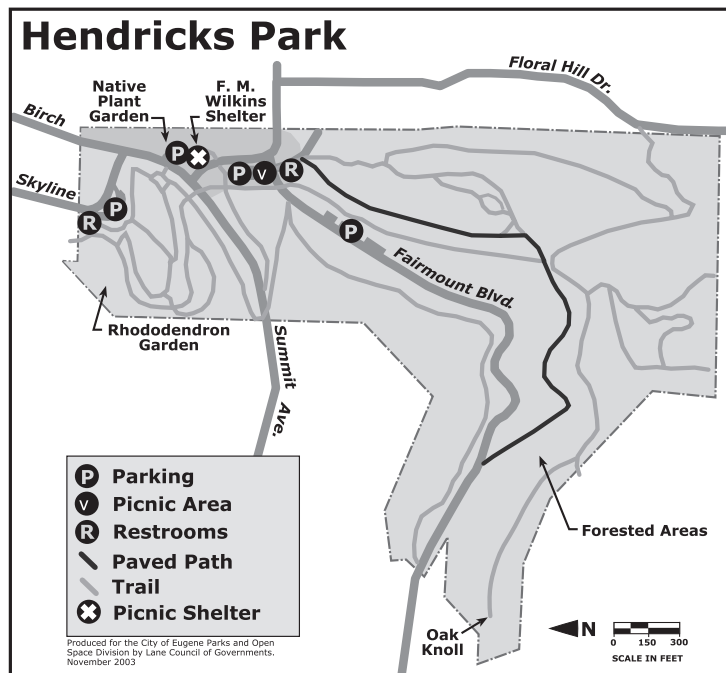 Hendricks Park
Floral Hill Dr.
Native
Plant
Garden
F. M.
Wilkins
Shelter
Birch
P
Skyline
P
V
R
P
R
P
Fairmount Blvd.
Rhododendron
Garden
Summit
Ave.
P Parking
V Picnic Area
R Restrooms
Paved Path
Trail
Picnic Shelter
Forested Areas
Oak
Knoll
N
0 150 300
SCALE IN FEET
Produced for the City of Eugene Parks and Open
Space Division by Lane Council of Governments.
November 2003